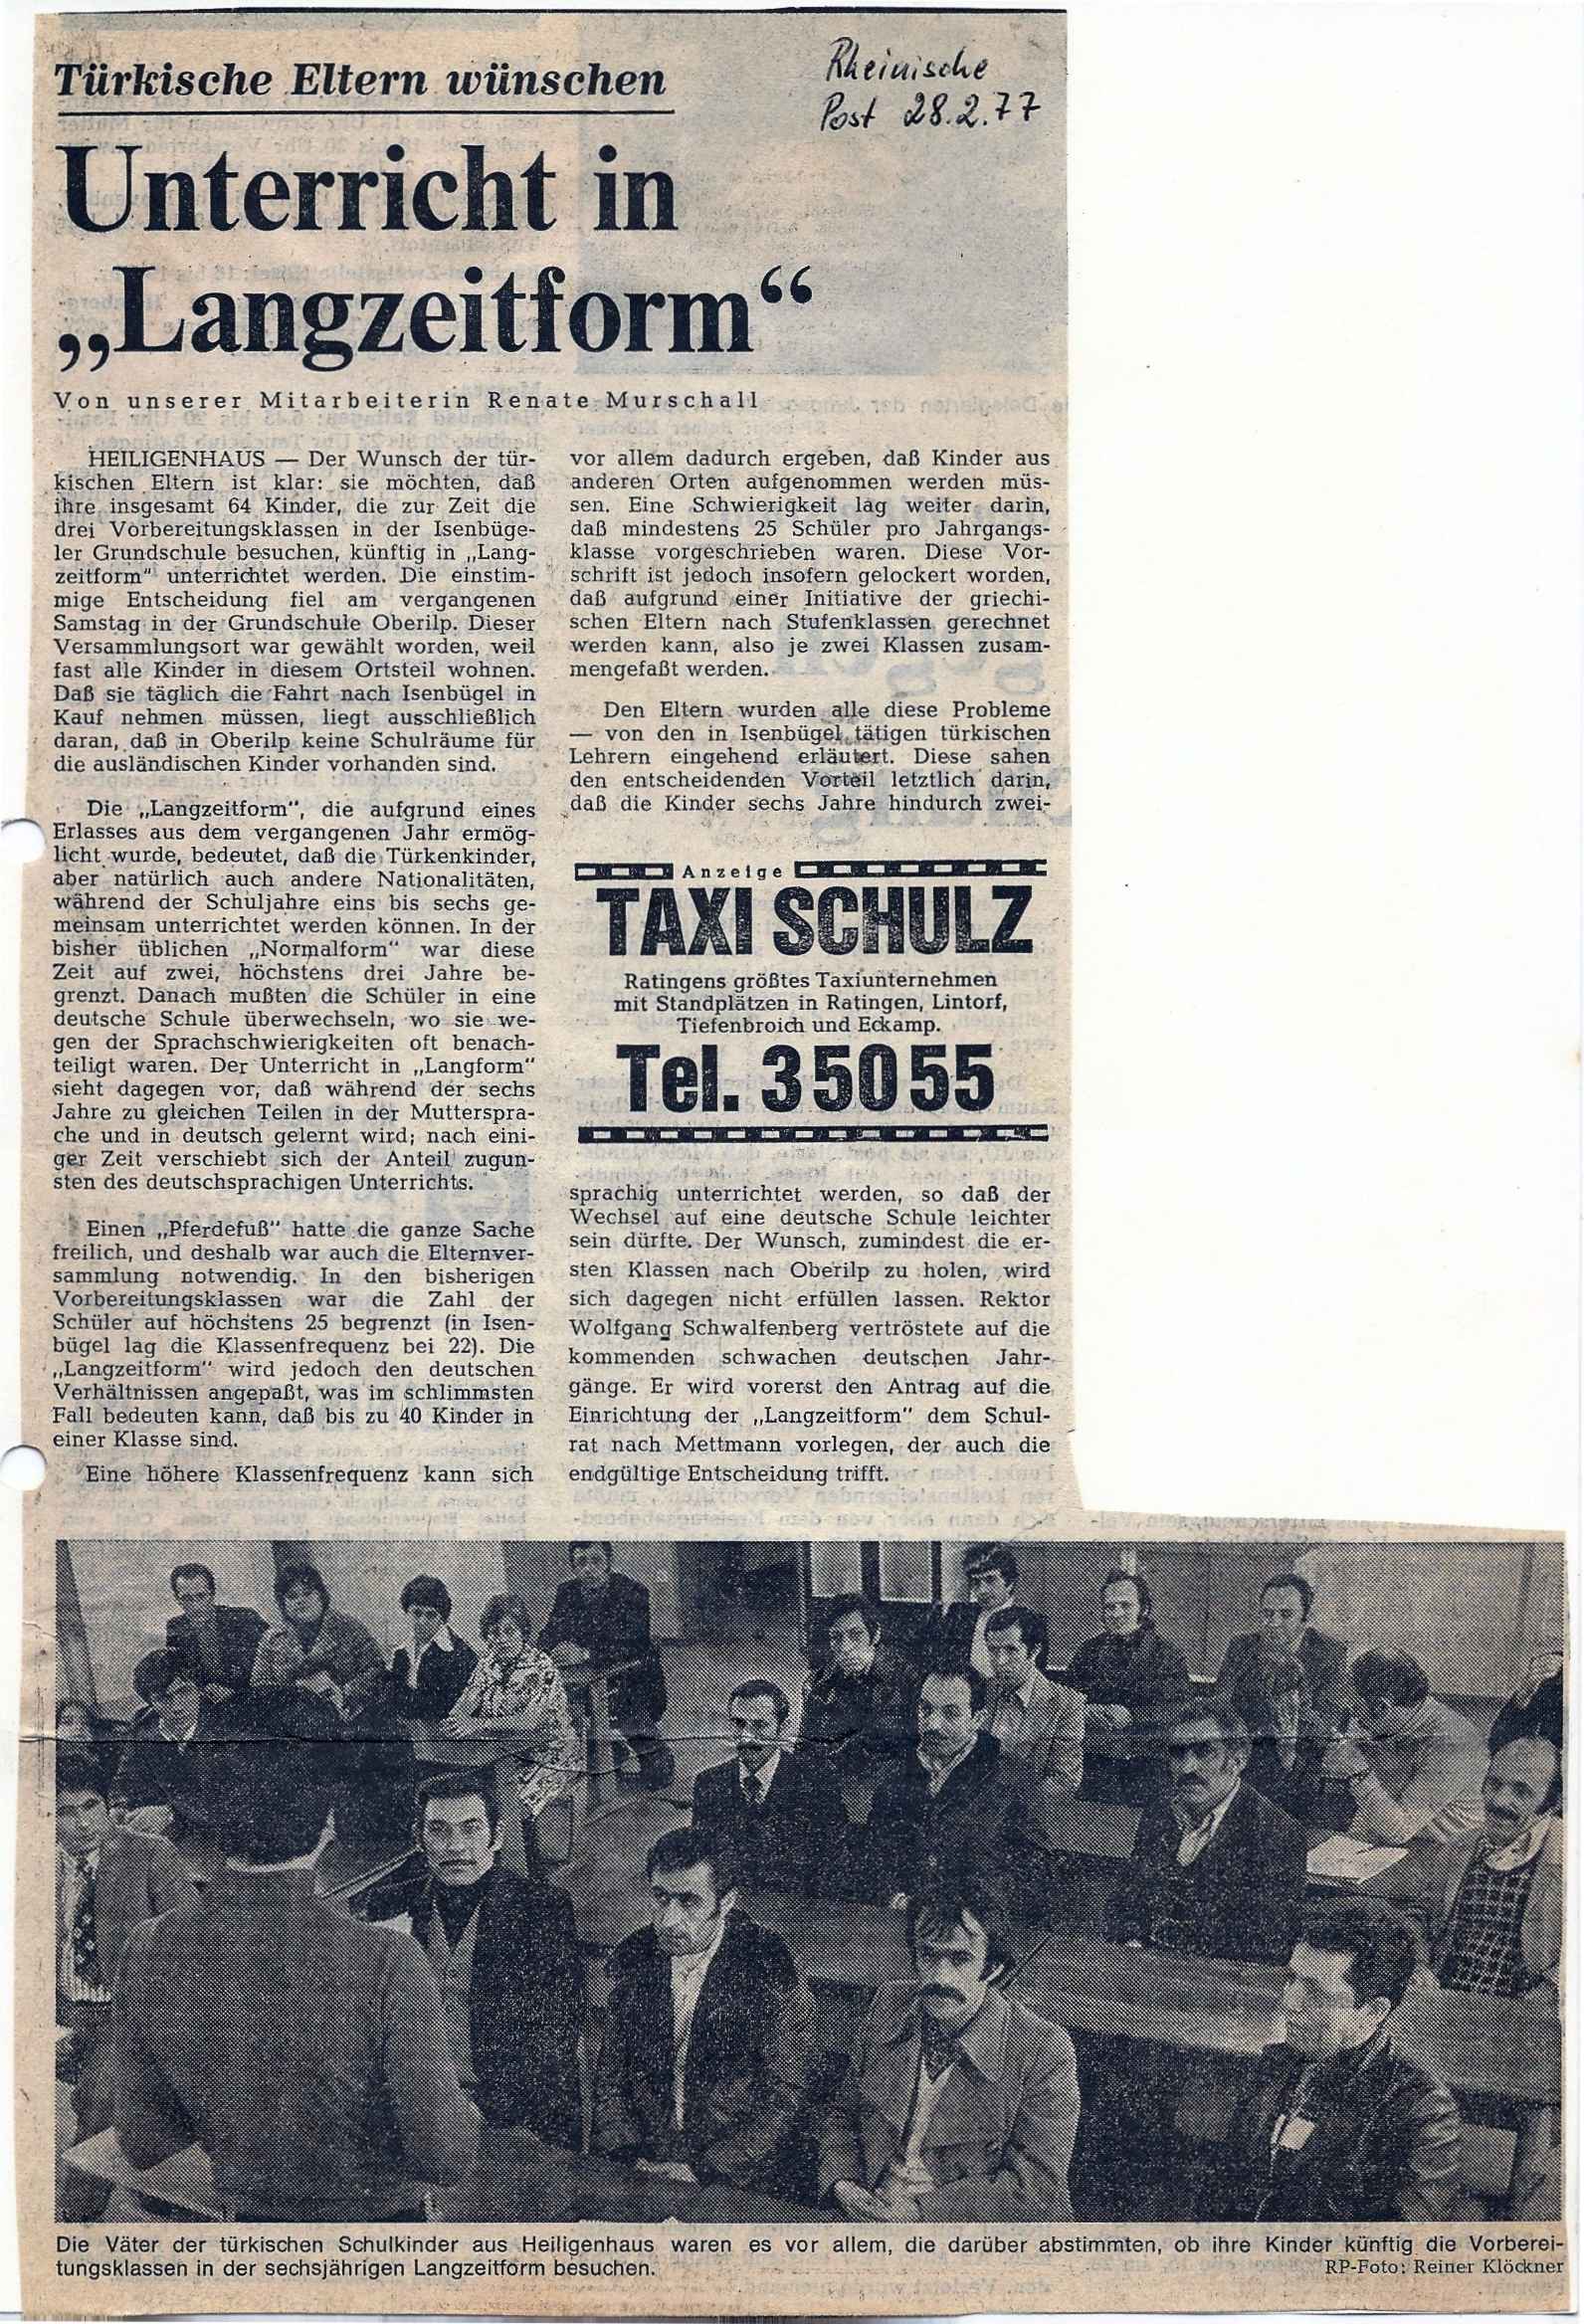 Türkische Eltern wünschen
Rheinische
Post 28.2.77
Unterricht in
„Langzeitform“
Von unserer Mitarbeiterin Renate Murschall
HEILIGENHAUS — Der Wunsch der tür-
kischen Eltern ist klar: sie möchten, daß
ihre insgesamt 64 Kinder, die zur Zeit die
drei Vorbereitungsklassen in der Isenbüge-
ler Grundschule besuchen, künftig in „Lang-
zeitform“ unterrichtet werden. Die einstim-
mige Entscheidung fiel am vergangenen
Samstag in der Grundschule Oberilp. Dieser
Versammlungsort war gewählt worden, weil
fast alle Kinder in diesem Ortsteil wohnen.
Daß sie täglich die Fahrt nach Isenbügel in
Kauf nehmen müssen, liegt ausschließlich
daran, daß in Oberilp keine Schulräume für
die ausländischen Kinder vorhanden sind.
Die „Langzeitform“, die aufgrund eines
Erlasses aus dem vergangenen Jahr ermög-
licht wurde, bedeutet, daß die Türkenkinder,
aber natürlich auch andere Nationalitäten,
während der Schuljahre eins bis sechs ge-
meinsam unterrichtet werden können. In der
bisher üblichen „Normalform“ war diese
Zeit auf zwei, höchstens drei Jahre be-
grenzt. Danach mußten die Schüler in eine
deutsche Schule überwechseln, wo sie we-
gen der Sprachschwierigkeiten oft benach-
teiligt waren. Der Unterricht in „Langform“
sieht dagegen vor, daß während der sechs
Jahre zu gleichen Teilen in der Mutterspra-
che und in deutsch gelernt wird; nach eini-
ger Zeit verschiebt sich der Anteil zugun-
sten des deutschsprachigen Unterrichts.
Einen „Pferdefuß“ hatte die ganze Sache
freilich, und deshalb war auch die Elternver-
sammlung notwendig. In den bisherigen
Vorbereitungsklassen war die Zahl der
Schüler auf höchstens 25 begrenzt (in Isen-
bügel lag die Klassenfrequenz bei 22). Die
„Langzeitform“ wird jedoch den deutschen
Verhältnissen angepaßt, was im schlimmsten
Fall bedeuten kann, daß bis zu 40 Kinder in
einer Klasse sind.
Eine höhere Klassenfrequenz kann sich
vor allem dadurch ergeben, daß Kinder aus
anderen Orten aufgenommen werden müs-
sen. Eine Schwierigkeit lag weiter darin,
daß mindestens 25 Schüler pro Jahrgangs-
klasse vorgeschrieben waren. Diese Vor-
schrift ist jedoch insofern gelockert worden,
daß aufgrund einer Initiative der griechi-
schen Eltern nach Stufenklassen gerechnet
werden kann, also je zwei Klassen zusam-
mengefaßt werden.
Den Eltern wurden alle diese Probleme
— von den in Isenbügel tätigen türkischen
Lehrern eingehend erläutert. Diese sahen
den entscheidenden Vorteil letztlich darin,
daß die Kinder sechs Jahre hindurch zwei-
Anzeige
TAXI SCHULZ
Ratingens größtes Taxiunternehmen
mit Standplätzen in Ratingen, Lintorf,
Tiefenbroich und Eckamp.
Tel. 35055
sprachig unterrichtet werden, so daß der
Wechsel auf eine deutsche Schule leichter
sein dürfte. Der Wunsch, zumindest die er-
sten Klassen nach Oberilp zu holen, wird
sich dagegen nicht erfüllen lassen. Rektor
Wolfgang Schwalfenberg vertröstete auf die
kommenden schwachen deutschen Jahr-
gänge. Er wird vorerst den Antrag auf die
Einrichtung der „Langzeitform“ dem Schul-
rat nach Mettmann vorlegen, der auch die
endgültige Entscheidung trifft.
Die Väter der türkischen Schulkinder aus Heiligenhaus waren es vor allem, die darüber abstimmten, ob ihre Kinder künftig die Vorberei-
tungsklassen in der sechsjährigen Langzeitform besuchen. RP-Foto: Reiner Klöckner